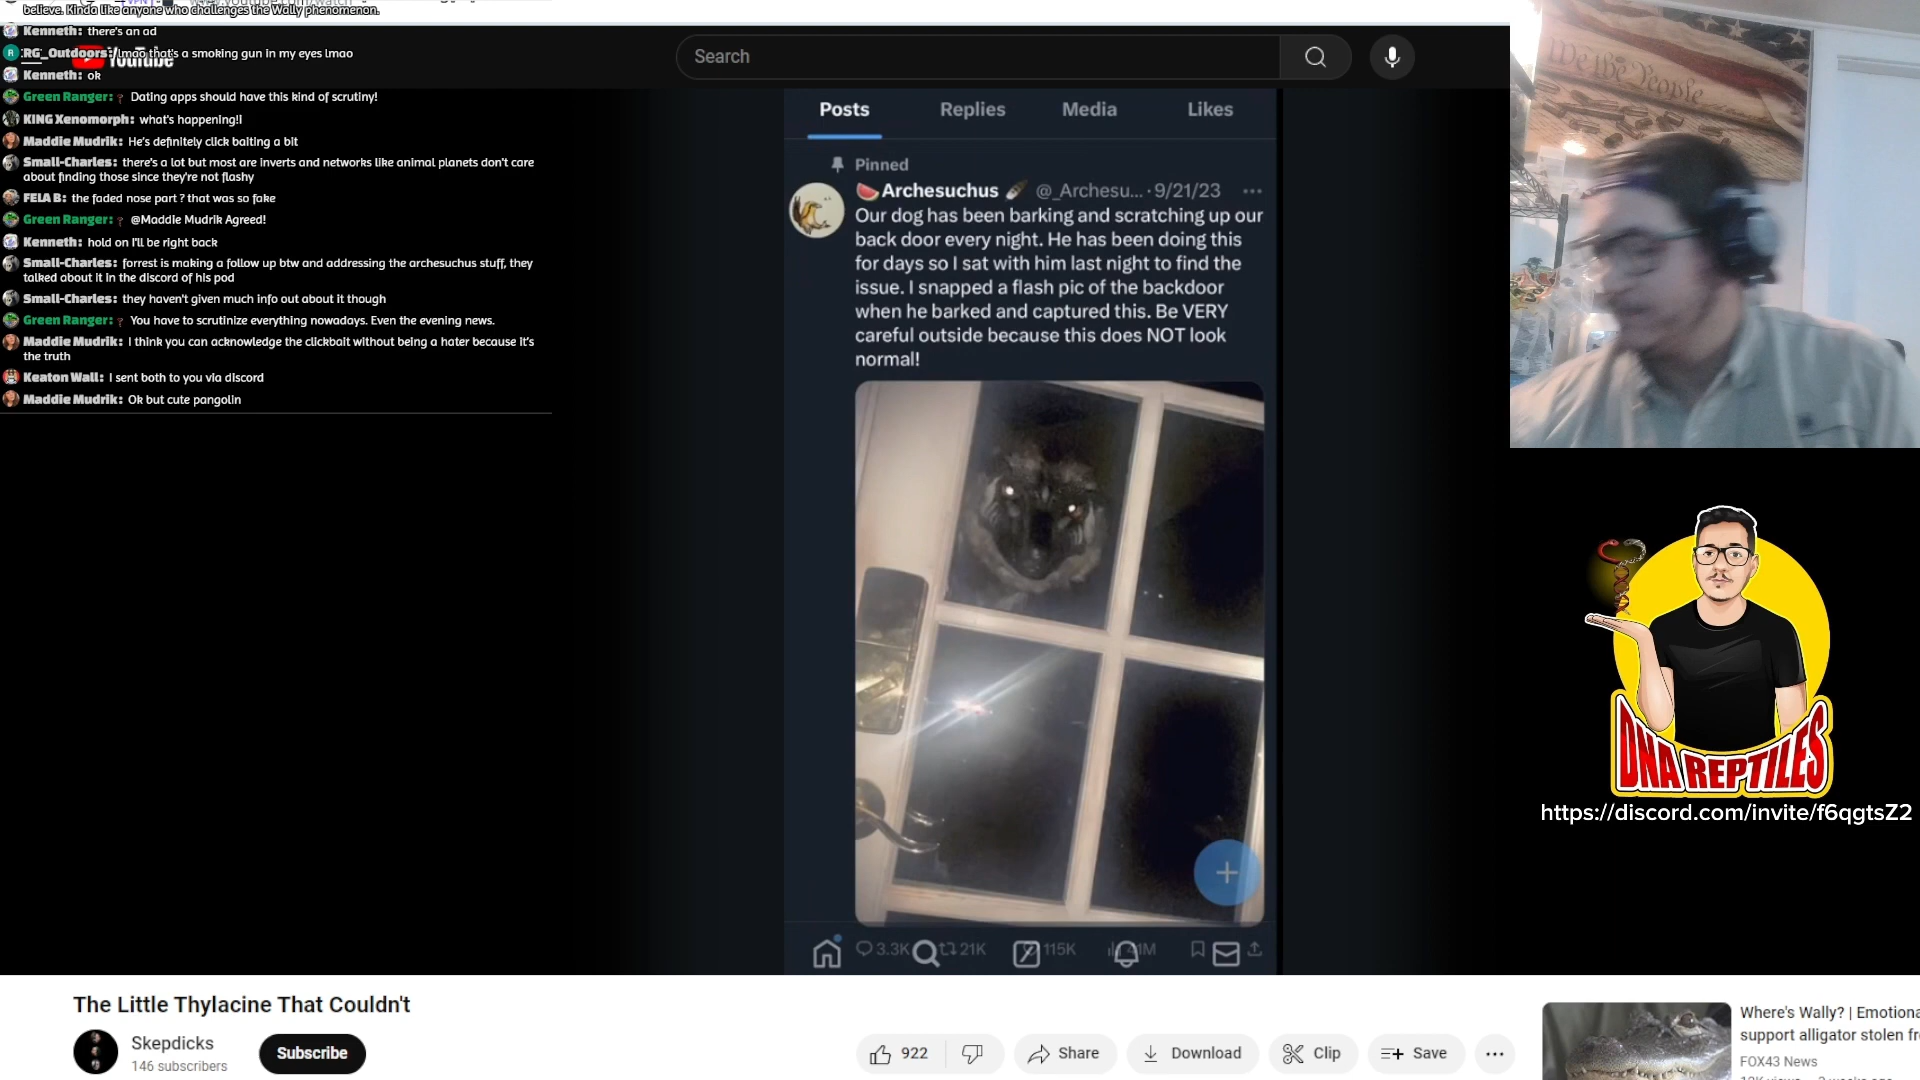 believe. Kinda like anyone who challenges the Wally phenomenon.
Kenneth: there's an ad
RG_Outdoors: lmao that's a smoking gun in my eyes lmao
Kenneth: ok
Green Ranger: Dating apps should have this kind of scrutiny!
KING Xenomorph: what's happening!!
Maddie Mudrik: He's definitely click baiting a bit
Small-Charles: there's a lot but most are inverts and networks like animal planets don't care
about finding those since they're not flashy
FELA B: the faded nose part ? that was so fake
Green Ranger: @Maddie Mudrik Agreed!
Kenneth: hold on I'll be right back
Small-Charles: forrest is making a follow up btw and addressing the archesuchus stuff, they
talked about it in the discord of his pod
Small-Charles: they haven't given much info out about it though
Green Ranger: You have to scrutinize everything nowadays. Even the evening news.
Maddie Mudrik: I think you can acknowledge the clickbait without being a hater because it's
the truth
Keaton Wall: I sent both to you via discord
Maddie Mudrik: Ok but cute pangolin
YouTube
Search
Posts Replies Media Likes
Pinned
Archesuchus @_Archesu... · 9/21/23 ...
Our dog has been barking and scratching up our
back door every night. He has been doing this
for days so I sat with him last night to find the
issue. I snapped a flash pic of the backdoor
when he barked and captured this. Be VERY
careful outside because this does NOT look
normal!
3.3K 21K 115K
We the People
DNA REPTILES
https://discord.com/invite/f6qgtsZ2
The Little Thylacine That Couldn't
Skepdicks
146 subscribers
Subscribe
922 Share Download Clip Save ...
Where's Wally? | Emotiona
support alligator stolen fr
FOX43 News